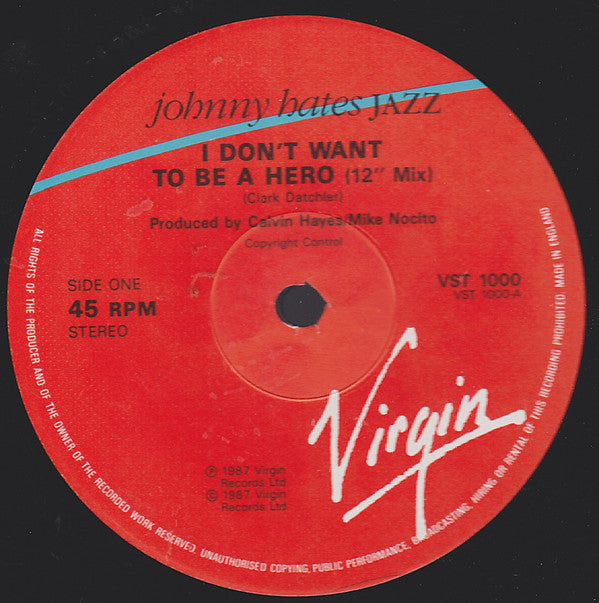 johnny hates JAZZ
I DON'T WANT
TO BE A HERO (12" Mix)
(Clark Datchler)
Produced by Calvin Hayes/Mike Nocito
Copyright Control
SIDE ONE
45 RPM
STEREO
VST 1000
VST 1000-A
Virgin
Ⓟ 1987 Virgin
Records Ltd
© 1987 Virgin
Records Ltd
ALL RIGHTS OF THE PRODUCER AND OF THE OWNER OF THE RECORDED WORK RESERVED. UNAUTHORISED COPYING, PUBLIC PERFORMANCE, BROADCASTING, HIRING OR RENTAL OF THIS RECORDING PROHIBITED. MADE IN ENGLAND